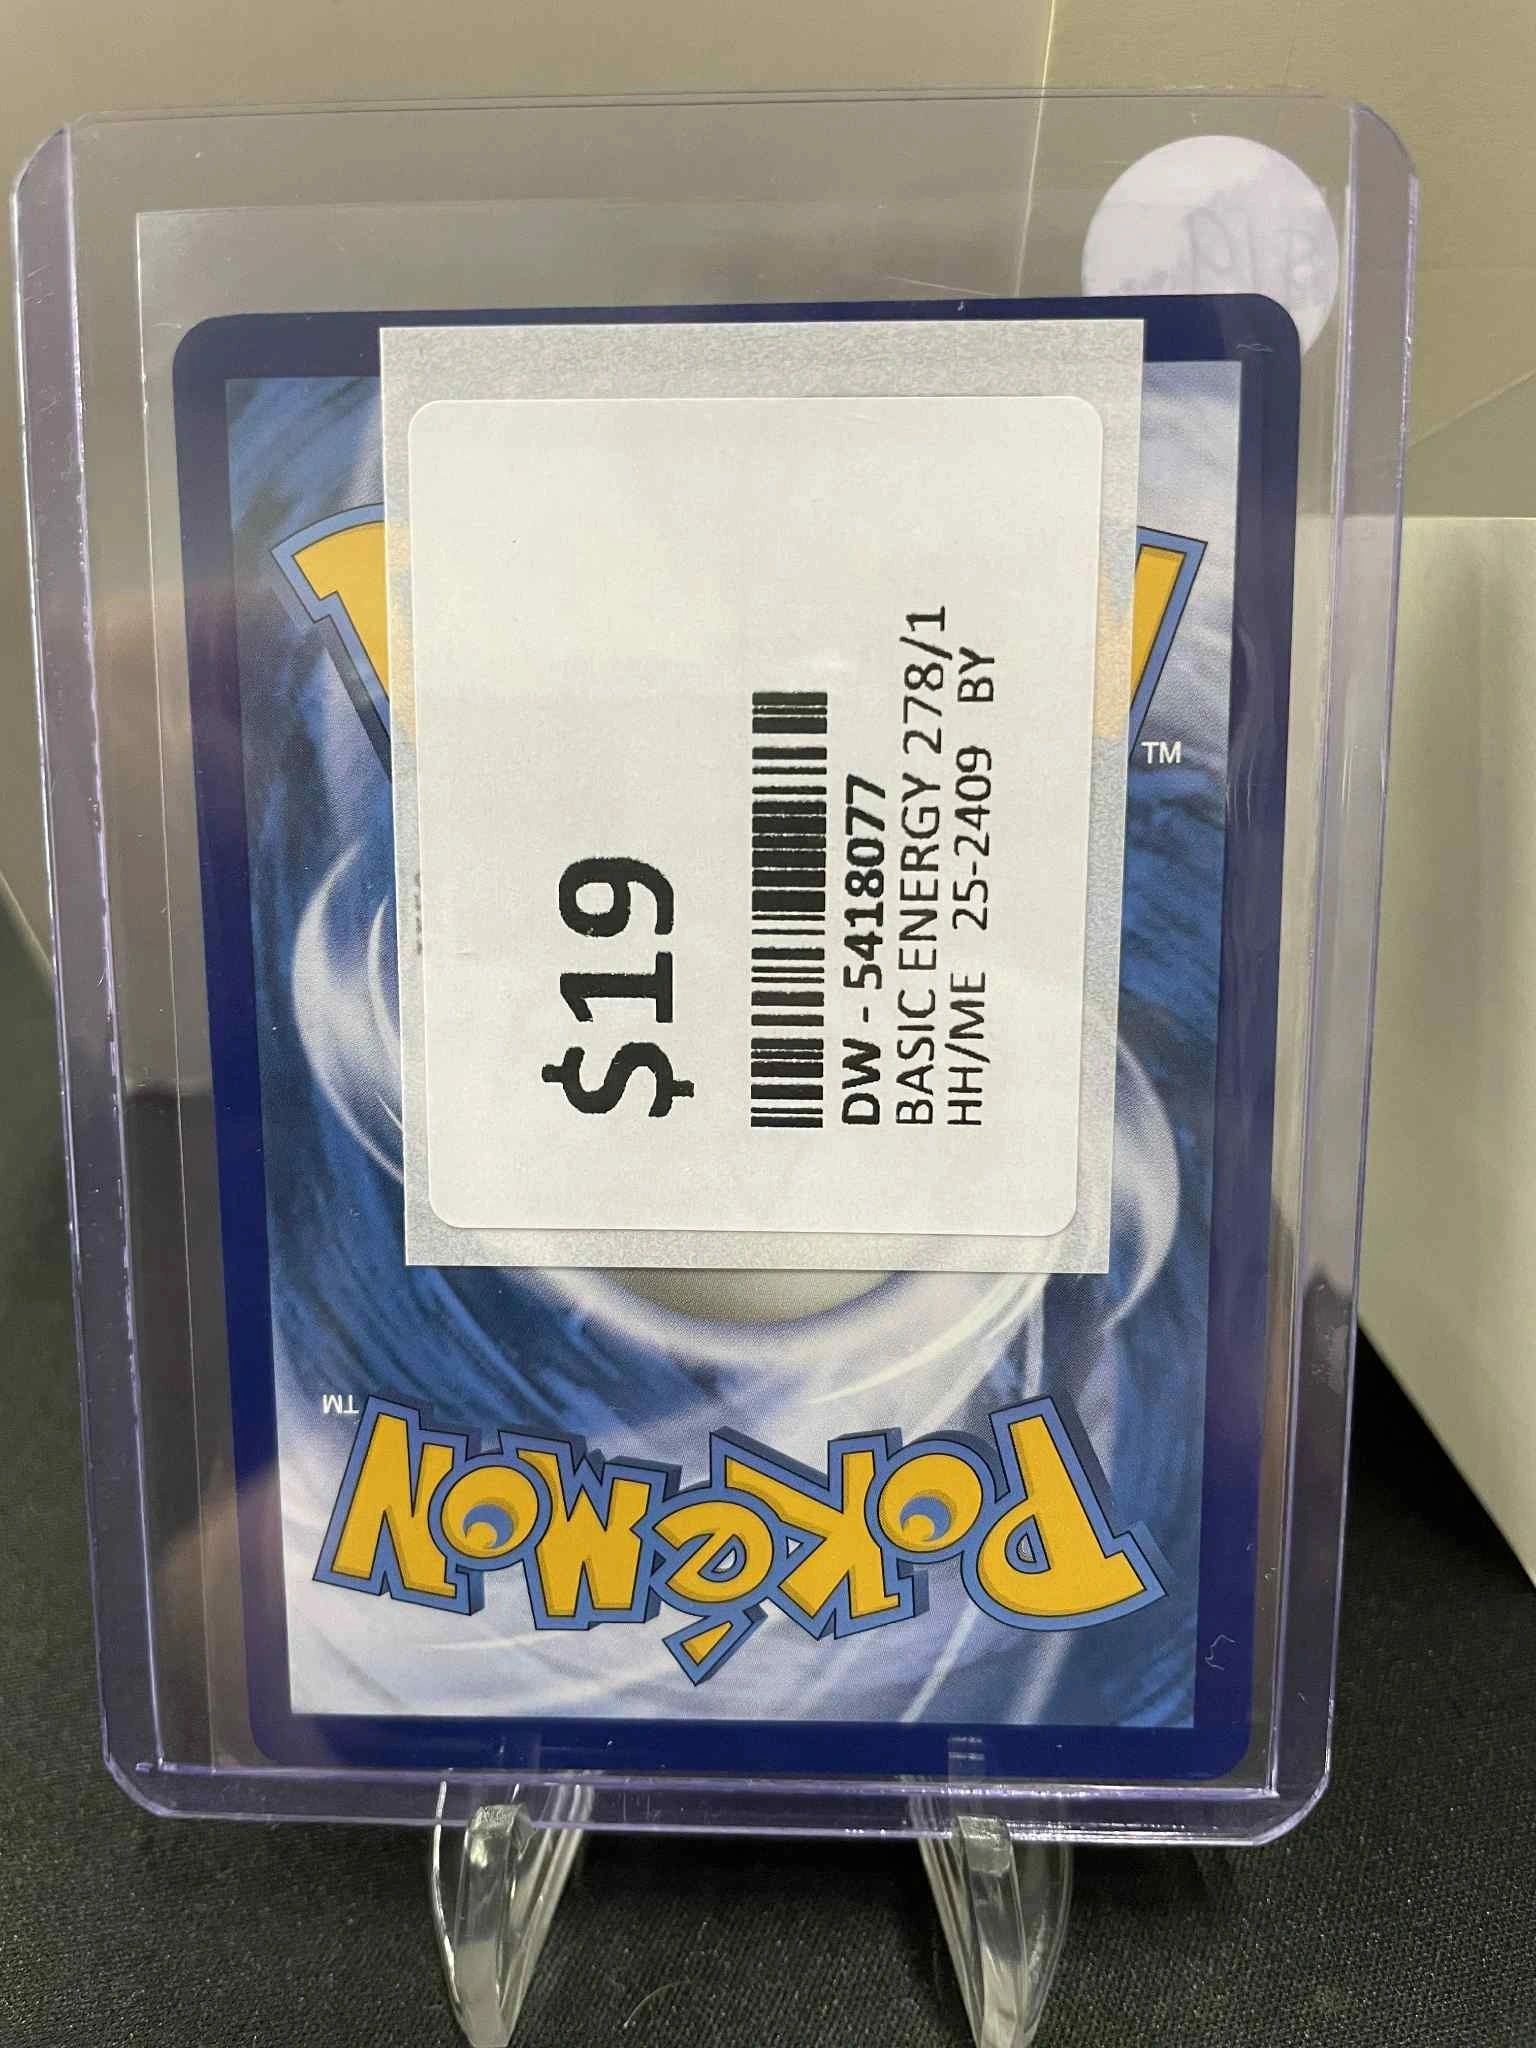 $19
DW - 5418077
BASIC ENERGY 278/1
HH/ME 25-2409 BY
TM
TM
POKéMON